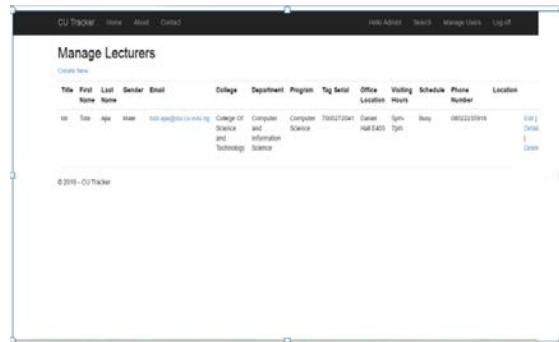 CU Tracker Home About Contact Hello Admin! Search Manage Users Log off
Manage Lecturers
Create New
Title First Name Last Name Gender Email College Department Program Tag Serial Office Location Visiting Hours Schedule Phone Number Location
Mr Male College Of Science and Technology Computer and Information Science Computer Science Daniel Hall 5pm-7pm Busy Edit |
Detail
|
Delete
© 2016 - CU Tracker